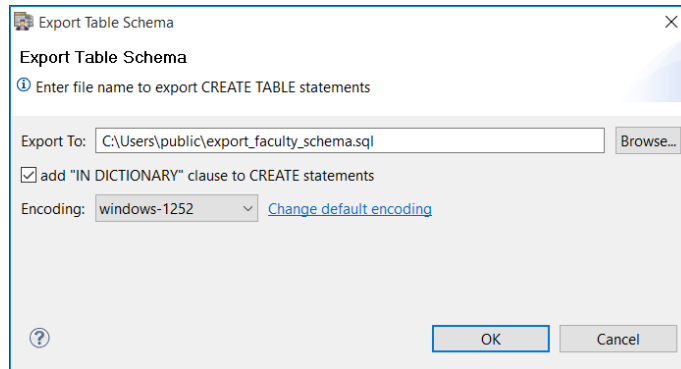 Export Table Schema
Export Table Schema
Enter file name to export CREATE TABLE statements
Export To: C:\Users\public\export_faculty_schema.sql Browse...
add "IN DICTIONARY" clause to CREATE statements
Encoding: windows-1252 Change default encoding
? OK Cancel